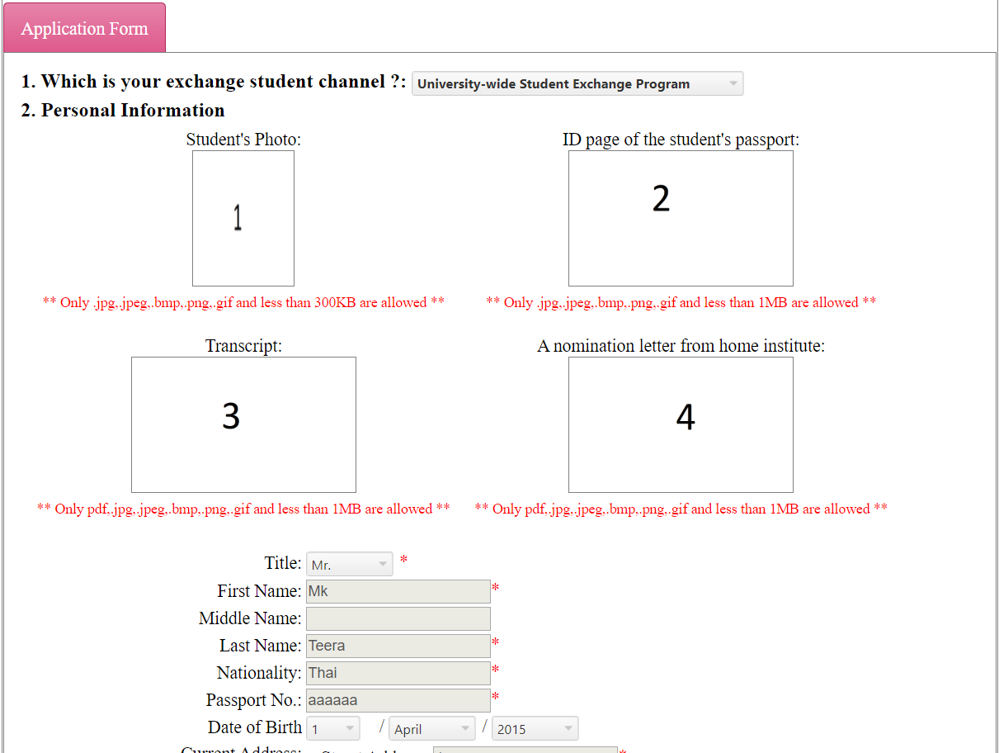 Application Form
1. Which is your exchange student channel ?: University-wide Student Exchange Program
2. Personal Information
Student's Photo: ID page of the student's passport:
1 2
** Only .jpg,.jpeg,.bmp,.png,.gif and less than 300KB are allowed ** ** Only .jpg,.jpeg,.bmp,.png,.gif and less than 1MB are allowed **
Transcript: A nomination letter from home institute:
3 4
** Only pdf,.jpg,.jpeg,.bmp,.png,.gif and less than 1MB are allowed ** ** Only pdf,.jpg,.jpeg,.bmp,.png,.gif and less than 1MB are allowed **
Title: Mr. *
First Name: Mk *
Middle Name:
Last Name: Teera *
Nationality: Thai *
Passport No.: aaaaaa *
Date of Birth 1 / April / 2015
Current Address: